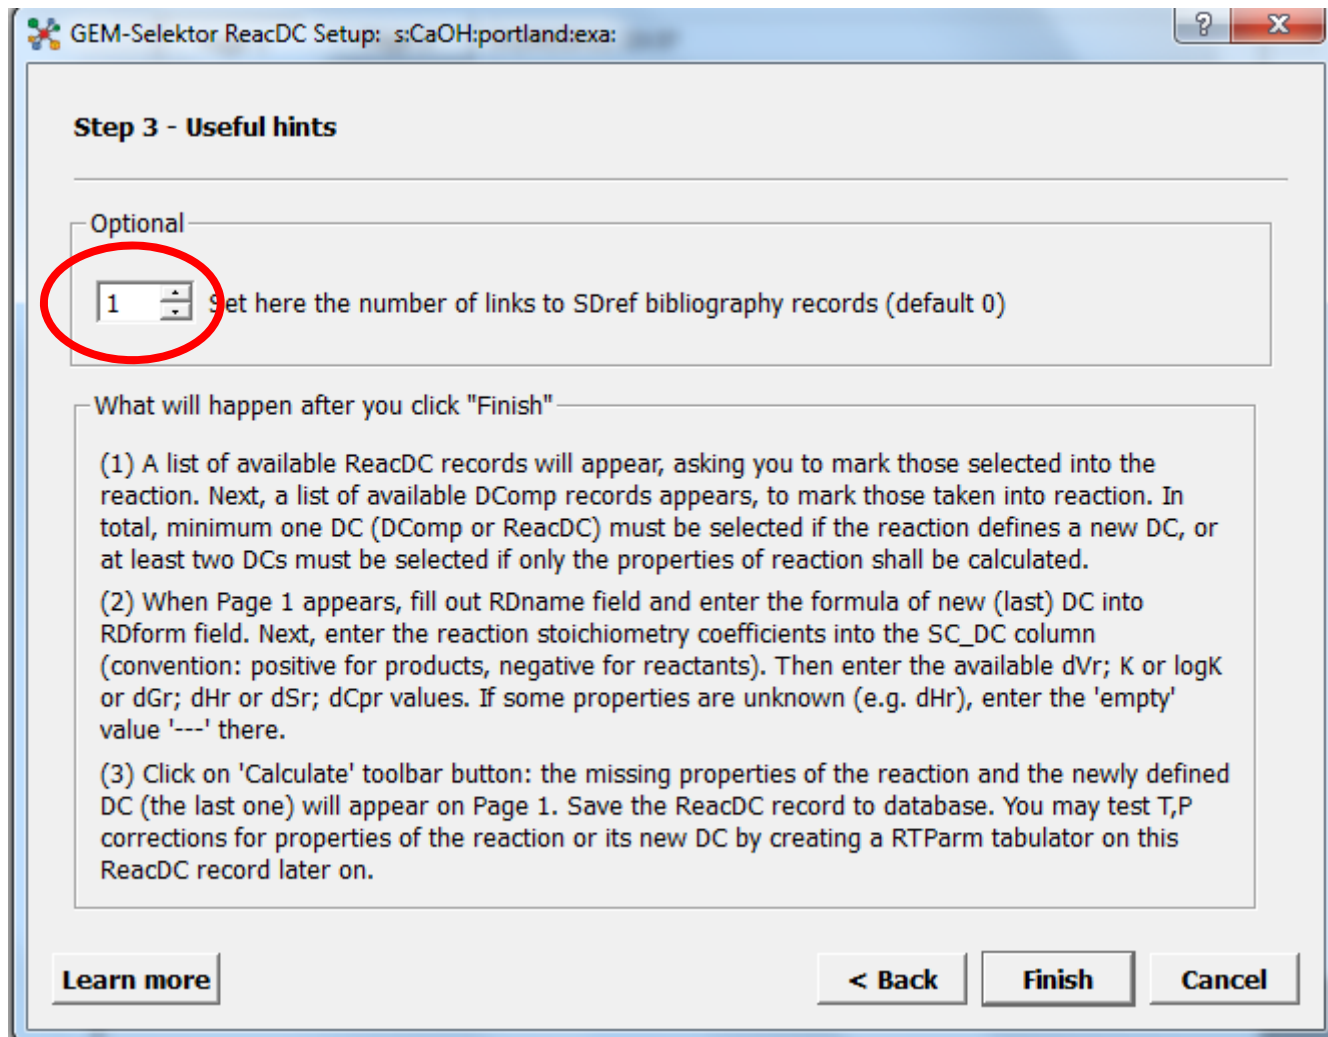 GEM-Selektor ReacDC Setup: s:CaOH:portland:exa:
Step 3 - Useful hints
Optional
1 Set here the number of links to SDref bibliography records (default 0)
What will happen after you click "Finish"
(1) A list of available ReacDC records will appear, asking you to mark those selected into the
reaction. Next, a list of available DComp records appears, to mark those taken into reaction. In
total, minimum one DC (DComp or ReacDC) must be selected if the reaction defines a new DC, or
at least two DCs must be selected if only the properties of reaction shall be calculated.
(2) When Page 1 appears, fill out RDname field and enter the formula of new (last) DC into
RDform field. Next, enter the reaction stoichiometry coefficients into the SC_DC column
(convention: positive for products, negative for reactants). Then enter the available dVr; K or logK
or dGr; dHr or dSr; dCpr values. If some properties are unknown (e.g. dHr), enter the 'empty'
value '---' there.
(3) Click on 'Calculate' toolbar button: the missing properties of the reaction and the newly defined
DC (the last one) will appear on Page 1. Save the ReacDC record to database. You may test T,P
corrections for properties of the reaction or its new DC by creating a RTParm tabulator on this
ReacDC record later on.
Learn more
< Back
Finish
Cancel